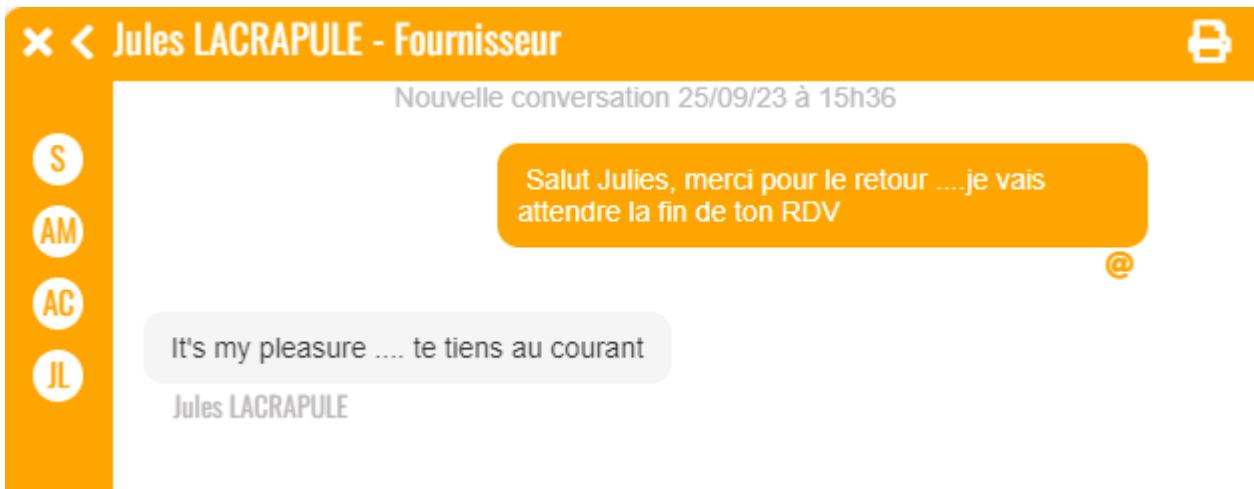 Jules LACRAPULE - Fournisseur
Nouvelle conversation 25/09/23 à 15h36
S
Salut Julies, merci pour le retour ....je vais
attendre la fin de ton RDV
AM
@
AC
It's my pleasure .... te tiens au courant
JL
Jules LACRAPULE